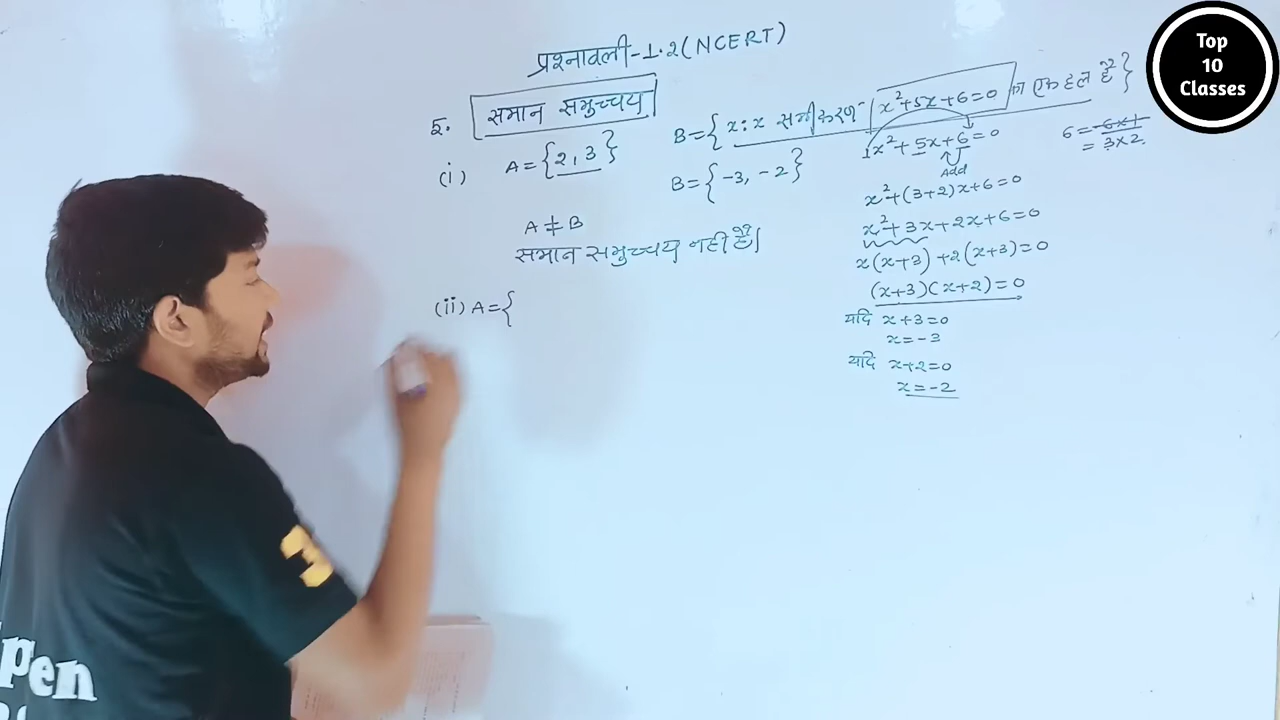 Top
10
Classes
प्रश्नावली-1.2(NCERT)
5. समान समुच्चय
(i) A={2,3} B={x:x समीकरण x²+5x+6=0 का एक हल है}
1x²+5x+6=0
Add
6=6×1
=3×2
B={-3,-2}
x²+(3+2)x+6=0
A≠B
x²+3x+2x+6=0
समान समुच्चय नहीं है।
x(x+3)+2(x+3)=0
(x+3)(x+2)=0
(ii) A={
यदि x+3=0
x=-3
यदि x+2=0
x=-2
3
pen